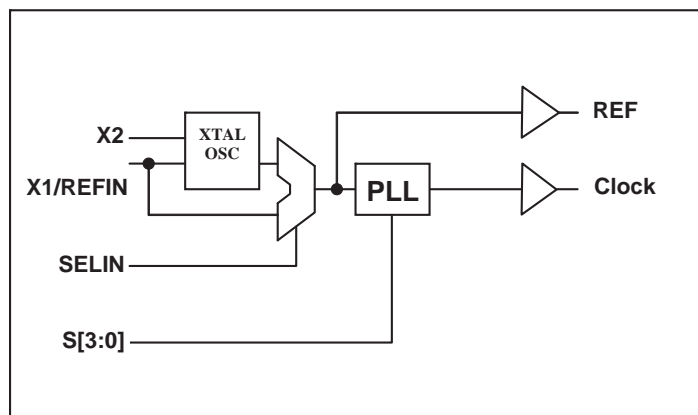 REF
X2
XTAL
OSC
X1/REFIN
PLL
Clock
SELIN
S[3:0]